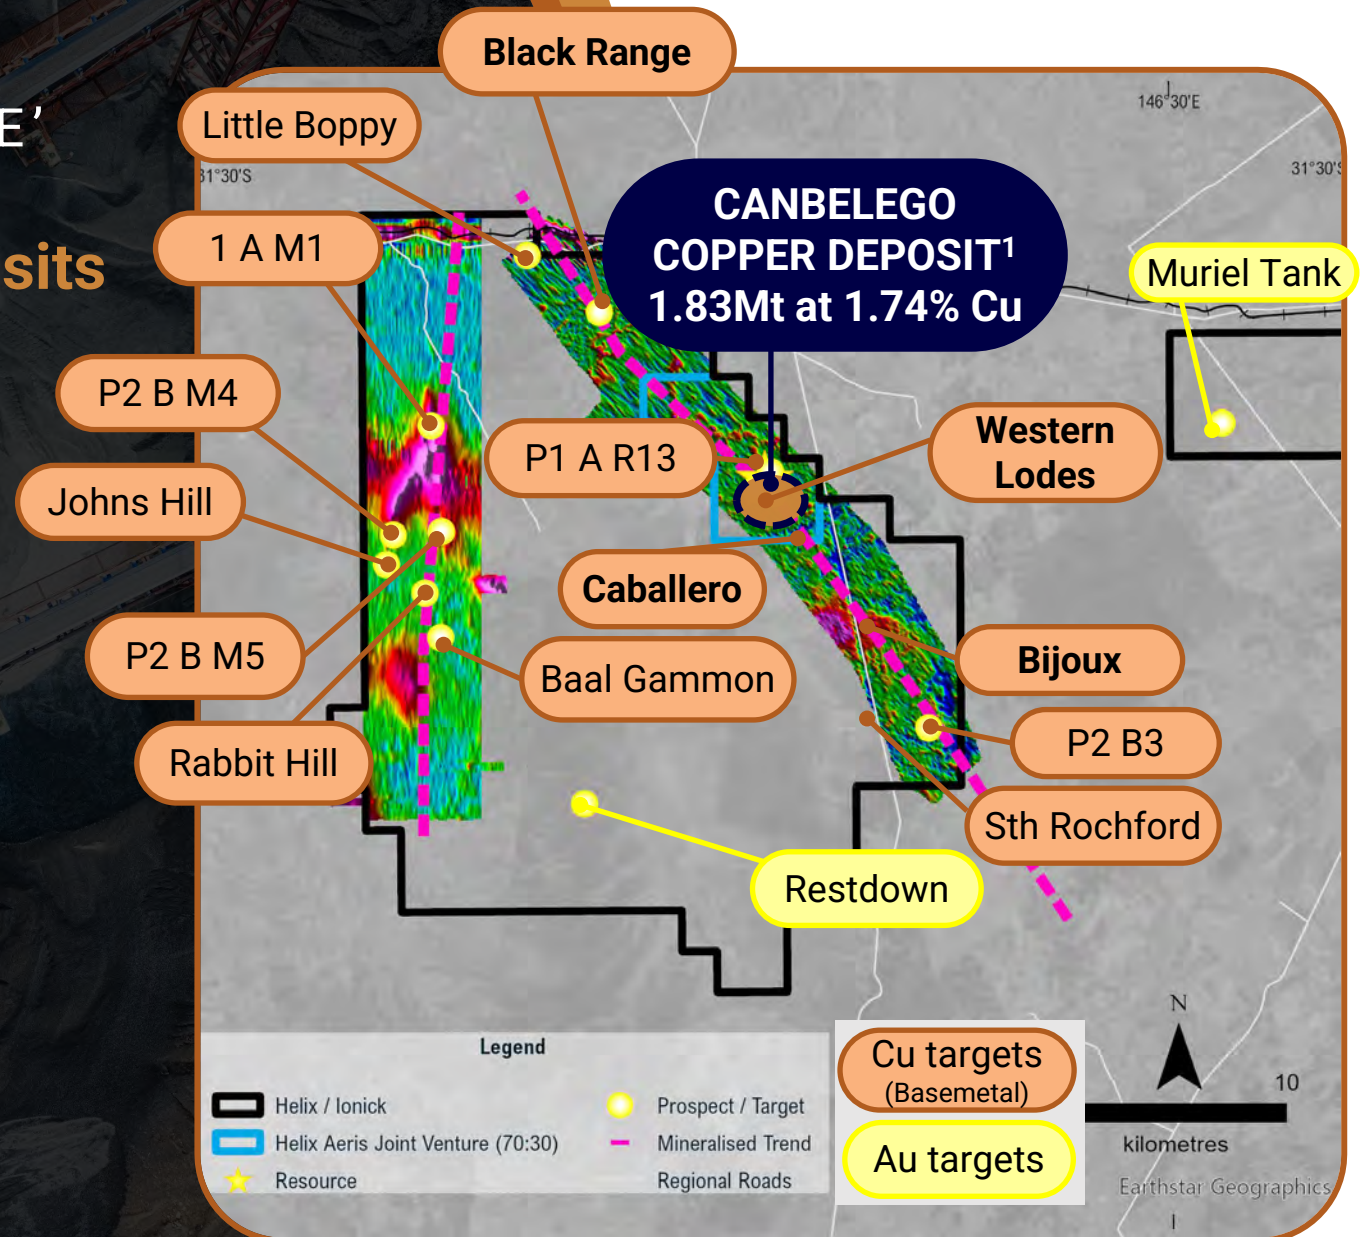 E’
sits
Black Range
146°30'E
Little Boppy
31°30'S
31°30'S
CANBELEGO
COPPER DEPOSIT¹
1.83Mt at 1.74% Cu
1 A M1
Muriel Tank
P2 B M4
Western
Lodes
P1 A R13
Johns Hill
Caballero
P2 B M5
Bijoux
Baal Gammon
P2 B3
Rabbit Hill
Sth Rochford
Restdown
N
Legend
Helix / Ionick
Helix Aeris Joint Venture (70:30)
Resource
Prospect / Target
Mineralised Trend
Regional Roads
Cu targets
(Basemetal)
Au targets
10
kilometres
Earthstar Geographics